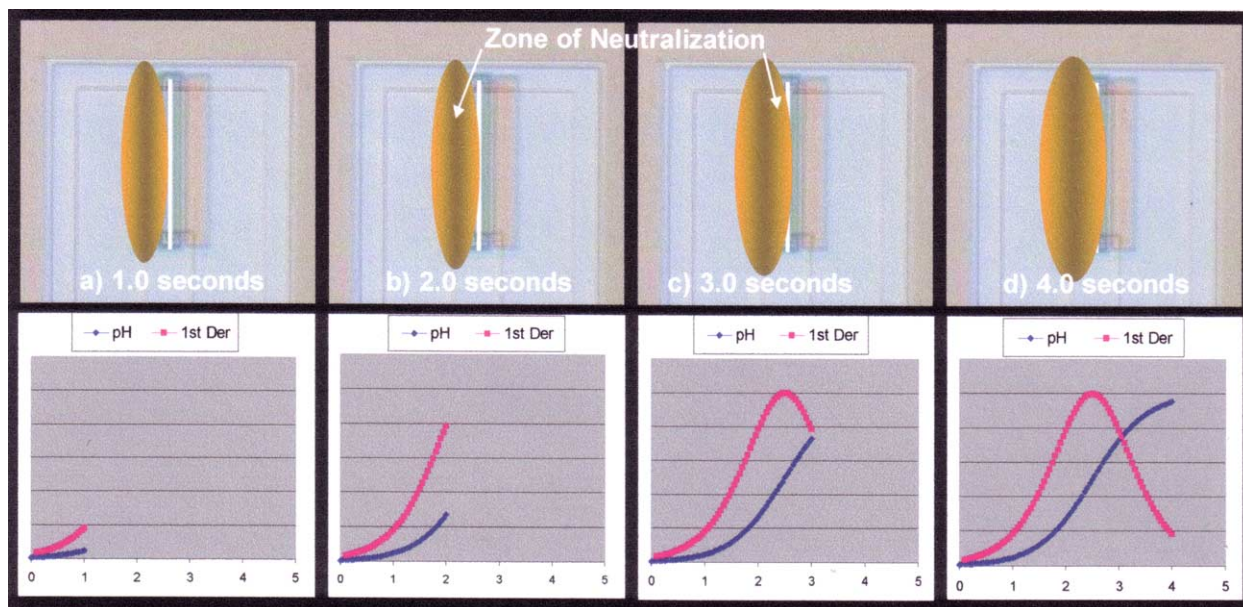 Zone of Neutralization
a) 1.0 seconds
b) 2.0 seconds
c) 3.0 seconds
d) 4.0 seconds
pH 1st Der
pH 1st Der
pH 1st Der
pH 1st Der
0 1 2 3 4 5
0 1 2 3 4 5
0 1 2 3 4 5
0 1 2 3 4 5